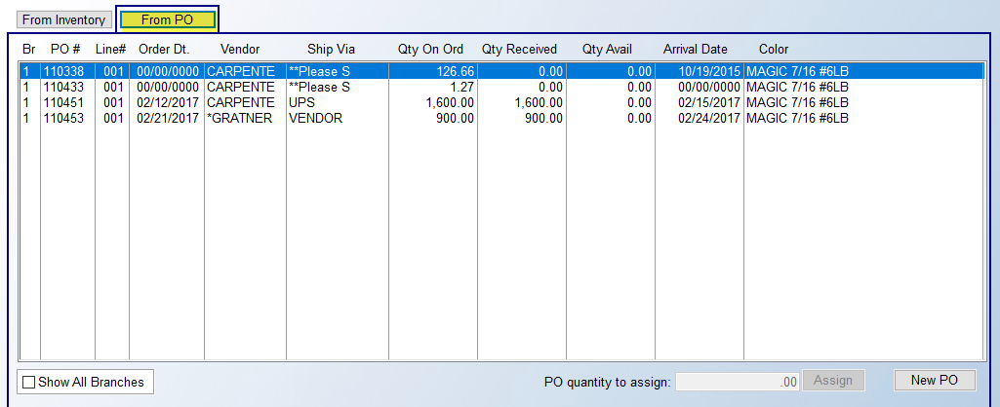 From Inventory From PO
Br PO # Line# Order Dt. Vendor Ship Via Qty On Ord Qty Received Qty Avail Arrival Date Color
1 110338 001 00/00/0000 CARPENTE **Please S 126.66 0.00 0.00 10/19/2015 MAGIC 7/16 #6LB
1 110433 001 00/00/0000 CARPENTE **Please S 1.27 0.00 0.00 00/00/0000 MAGIC 7/16 #6LB
1 110451 001 02/12/2017 CARPENTE UPS 1,600.00 1,600.00 0.00 02/15/2017 MAGIC 7/16 #6LB
1 110453 001 02/21/2017 *GRATNER VENDOR 900.00 900.00 0.00 02/24/2017 MAGIC 7/16 #6LB
Show All Branches PO quantity to assign: .00 Assign New PO